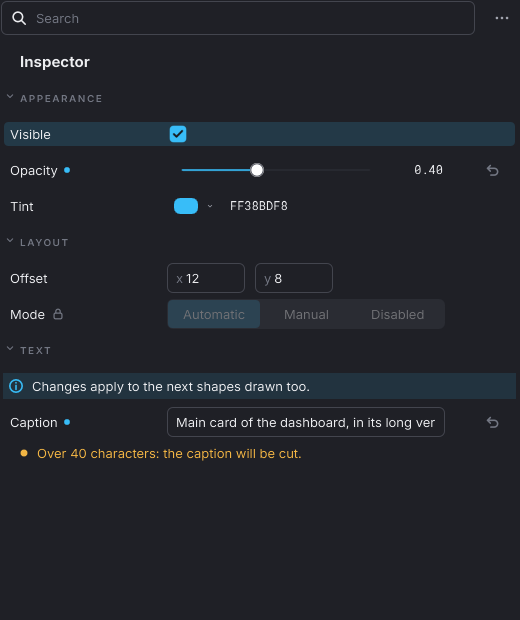 Search
Inspector
APPEARANCE
Visible
Opacity 0.40
Tint FF38BDF8
LAYOUT
Offset x 12 y 8
Mode Automatic Manual Disabled
TEXT
Changes apply to the next shapes drawn too.
Caption Main card of the dashboard, in its long ver
Over 40 characters: the caption will be cut.